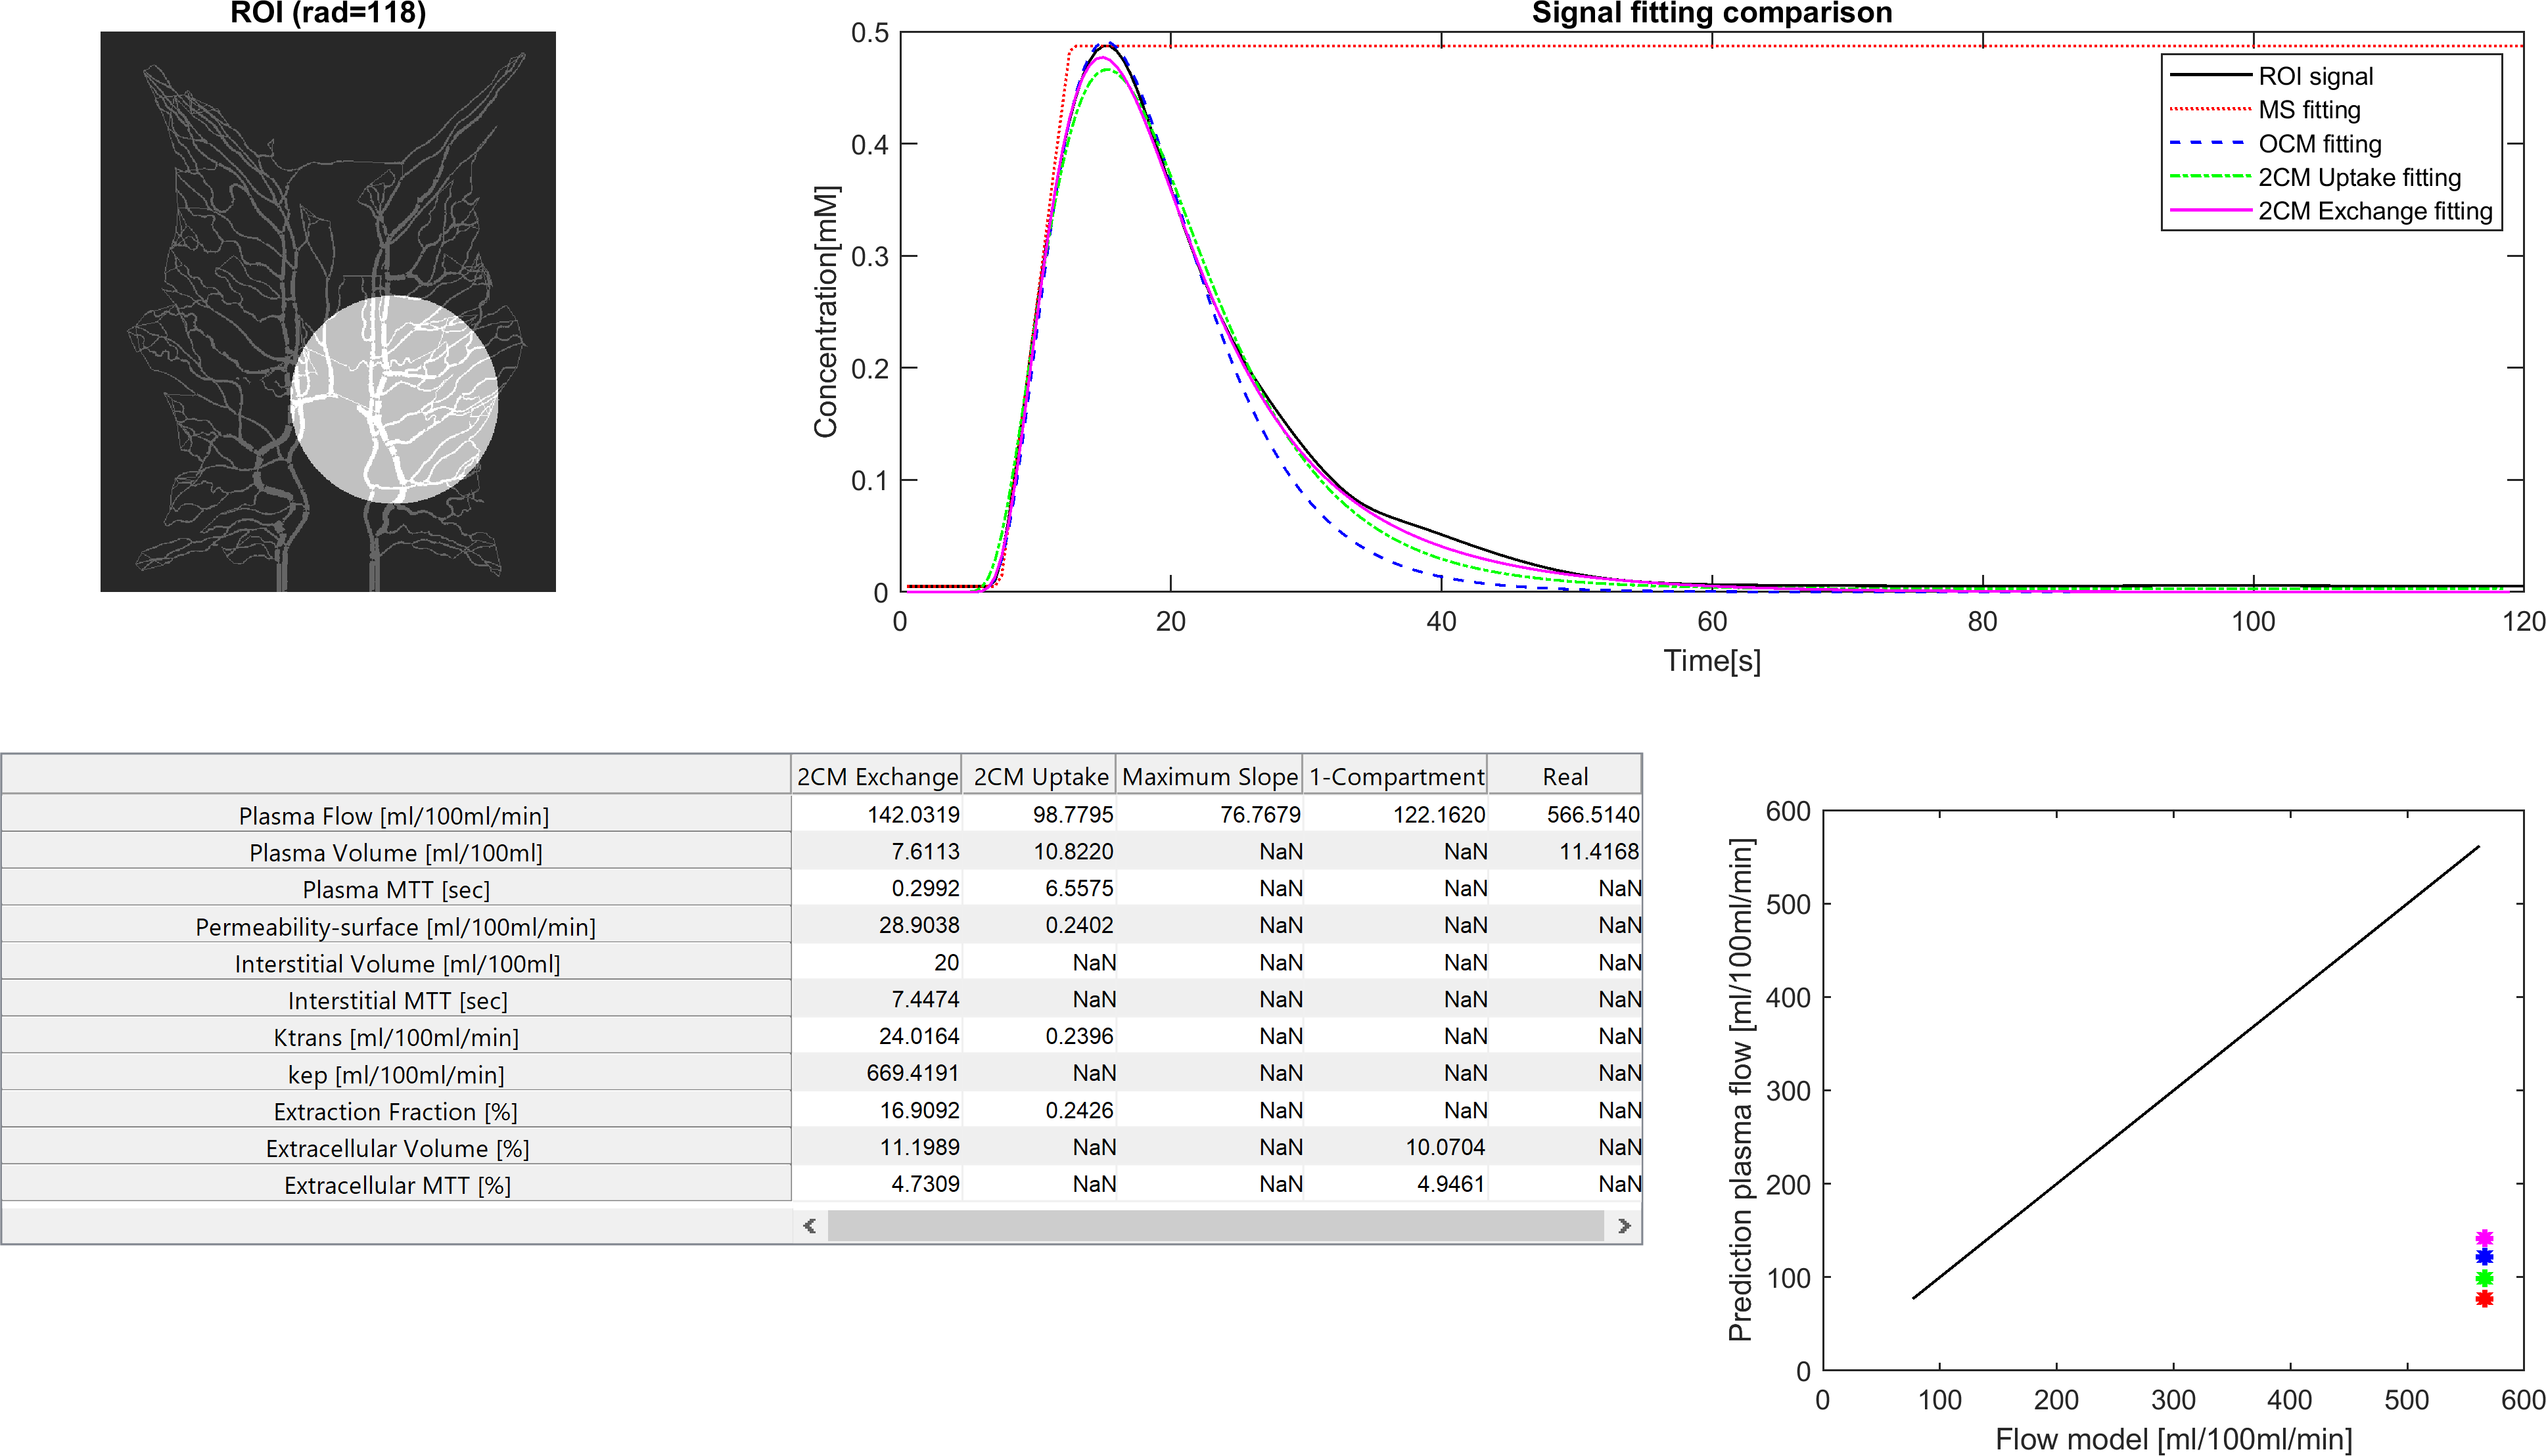 ROI (rad=118)
Signal fitting comparison
Concentration[mM]
0.5
0.4
0.3
0.2
0.1
0
0 20 40 60 80 100 120
Time[s]
ROI signal
MS fitting
OCM fitting
2CM Uptake fitting
2CM Exchange fitting
2CM Exchange 2CM Uptake Maximum Slope 1-Compartment Real
Plasma Flow [ml/100ml/min] 142.0319 98.7795 76.7679 122.1620 566.5140
Plasma Volume [ml/100ml] 7.6113 10.8220 NaN NaN 11.4168
Plasma MTT [sec] 0.2992 6.5575 NaN NaN NaN
Permeability-surface [ml/100ml/min] 28.9038 0.2402 NaN NaN NaN
Interstitial Volume [ml/100ml] 20 NaN NaN NaN NaN
Interstitial MTT [sec] 7.4474 NaN NaN NaN NaN
Ktrans [ml/100ml/min] 24.0164 0.2396 NaN NaN NaN
kep [ml/100ml/min] 669.4191 NaN NaN NaN NaN
Extraction Fraction [%] 16.9092 0.2426 NaN NaN NaN
Extracellular Volume [%] 11.1989 NaN NaN 10.0704 NaN
Extracellular MTT [%] 4.7309 NaN NaN 4.9461 NaN
Prediction plasma flow [ml/100ml/min]
600
500
400
300
200
100
0
0 100 200 300 400 500 600
Flow model [ml/100ml/min]